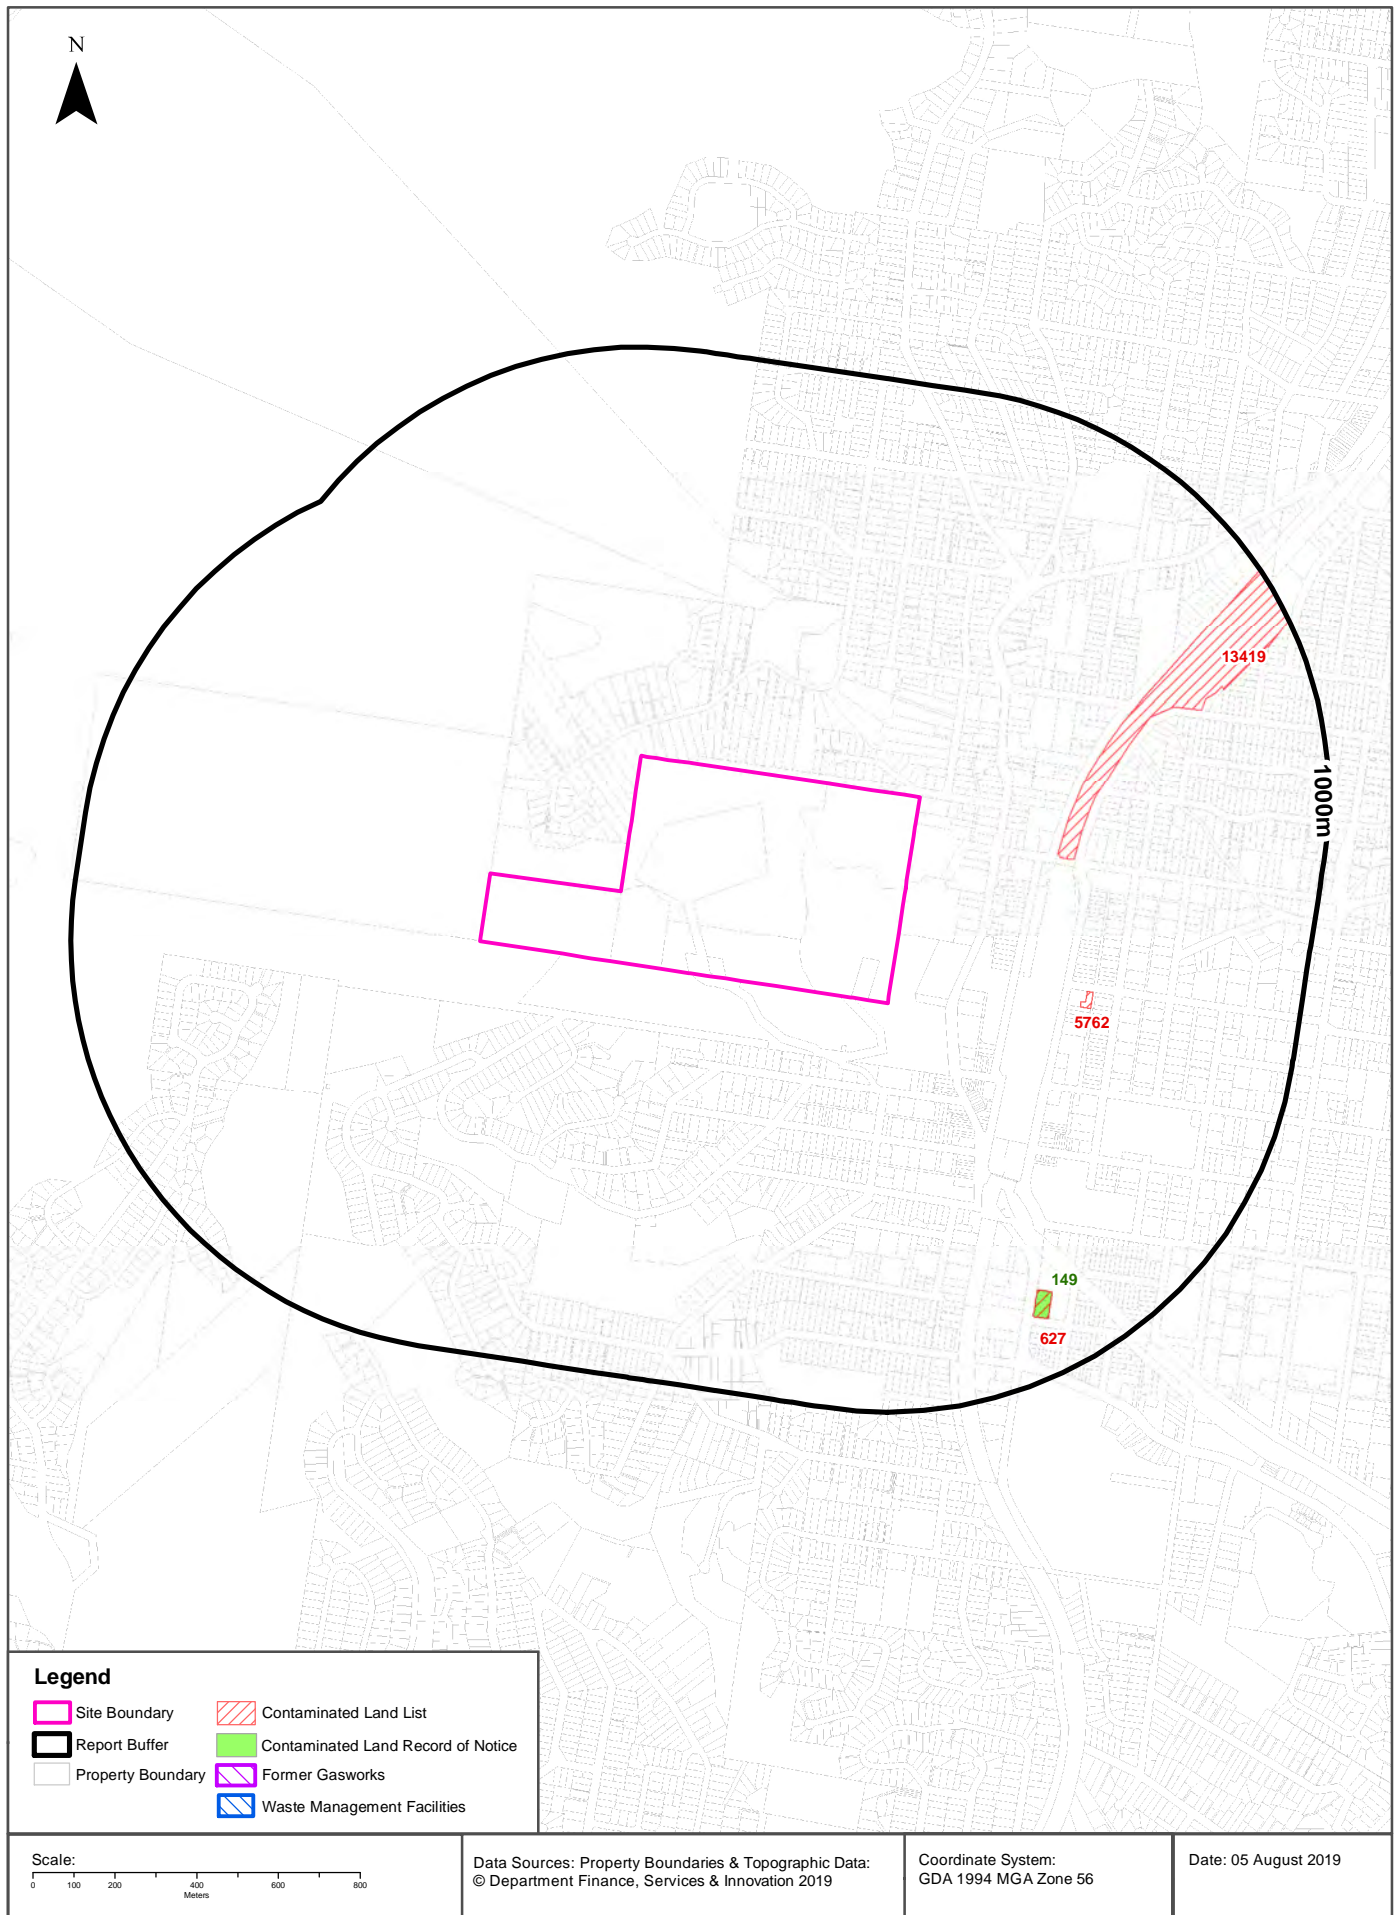 N
13419
1000m
5762
149
627
Legend
Site Boundary
Report Buffer
Property Boundary
Contaminated Land List
Contaminated Land Record of Notice
Former Gasworks
Waste Management Facilities
Scale:
0 100 200 400 600 800
Meters
Data Sources: Property Boundaries & Topographic Data:
© Department Finance, Services & Innovation 2019
Coordinate System:
GDA 1994 MGA Zone 56
Date: 05 August 2019